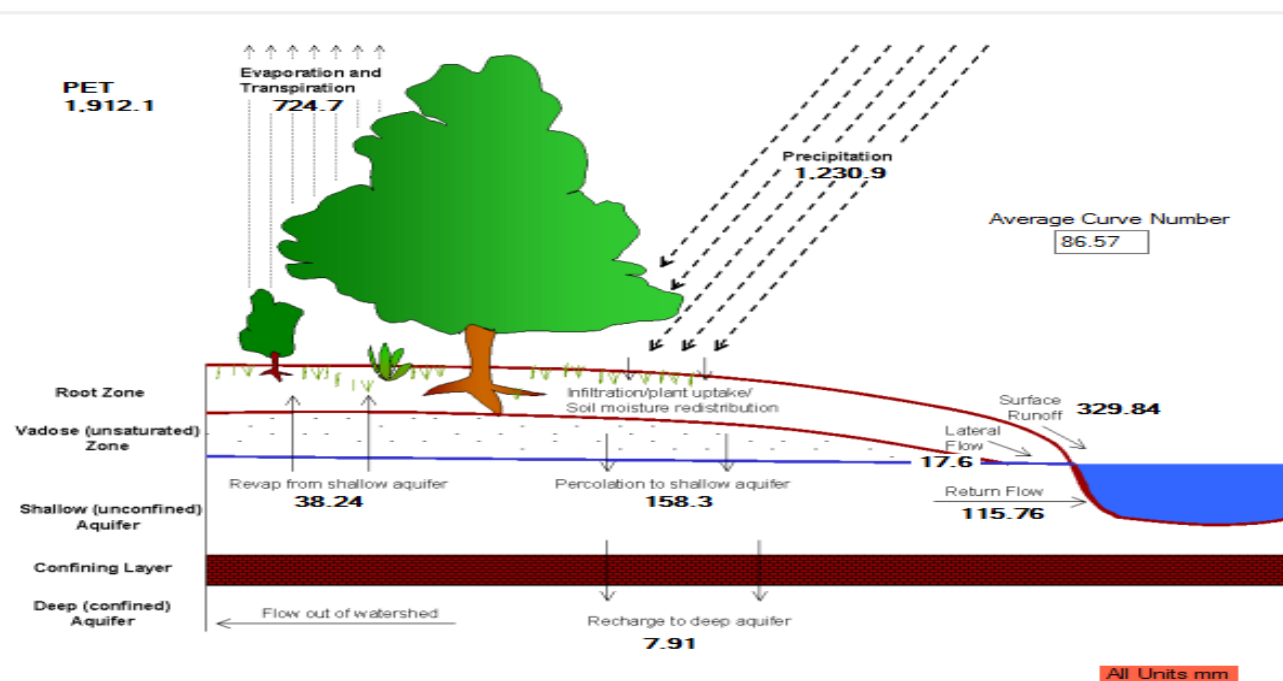 PET
1,912.1
Evaporation and
Transpiration
724.7
Precipitation
1,230.9
Average Curve Number
86.57
Root Zone
Infiltration/plant uptake/
Soil moisture redistribution
Surface
Runoff
329.84
Vadose (unsaturated)
Zone
Lateral
Flow
17.6
Revap from shallow aquifer
38.24
Percolation to shallow aquifer
158.3
Return Flow
115.76
Shallow (unconfined)
Aquifer
Confining Layer
Deep (confined)
Aquifer
Flow out of watershed
Recharge to deep aquifer
7.91
All Units mm